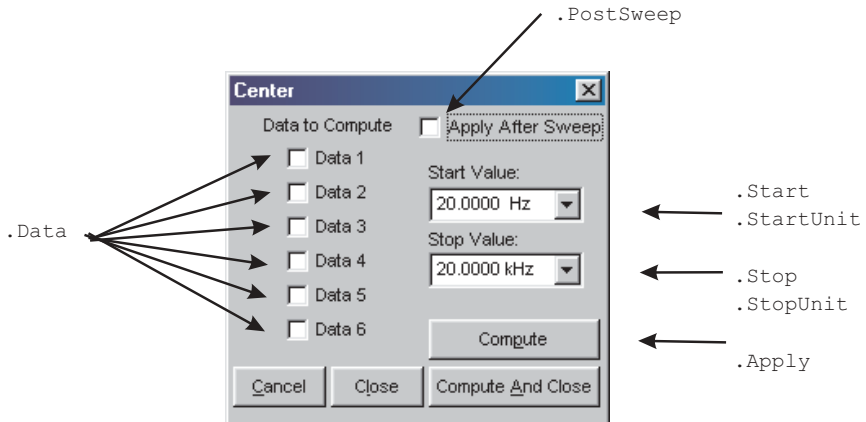 .PostSweep
Center
Data to Compute
Apply After Sweep
Data 1
Data 2
Data 3
Data 4
Data 5
Data 6
.Data
Start Value:
20.0000 Hz
Stop Value:
20.0000 kHz
.Start
.StartUnit
.Stop
.StopUnit
Compute
.Apply
Cancel
Close
Compute And Close